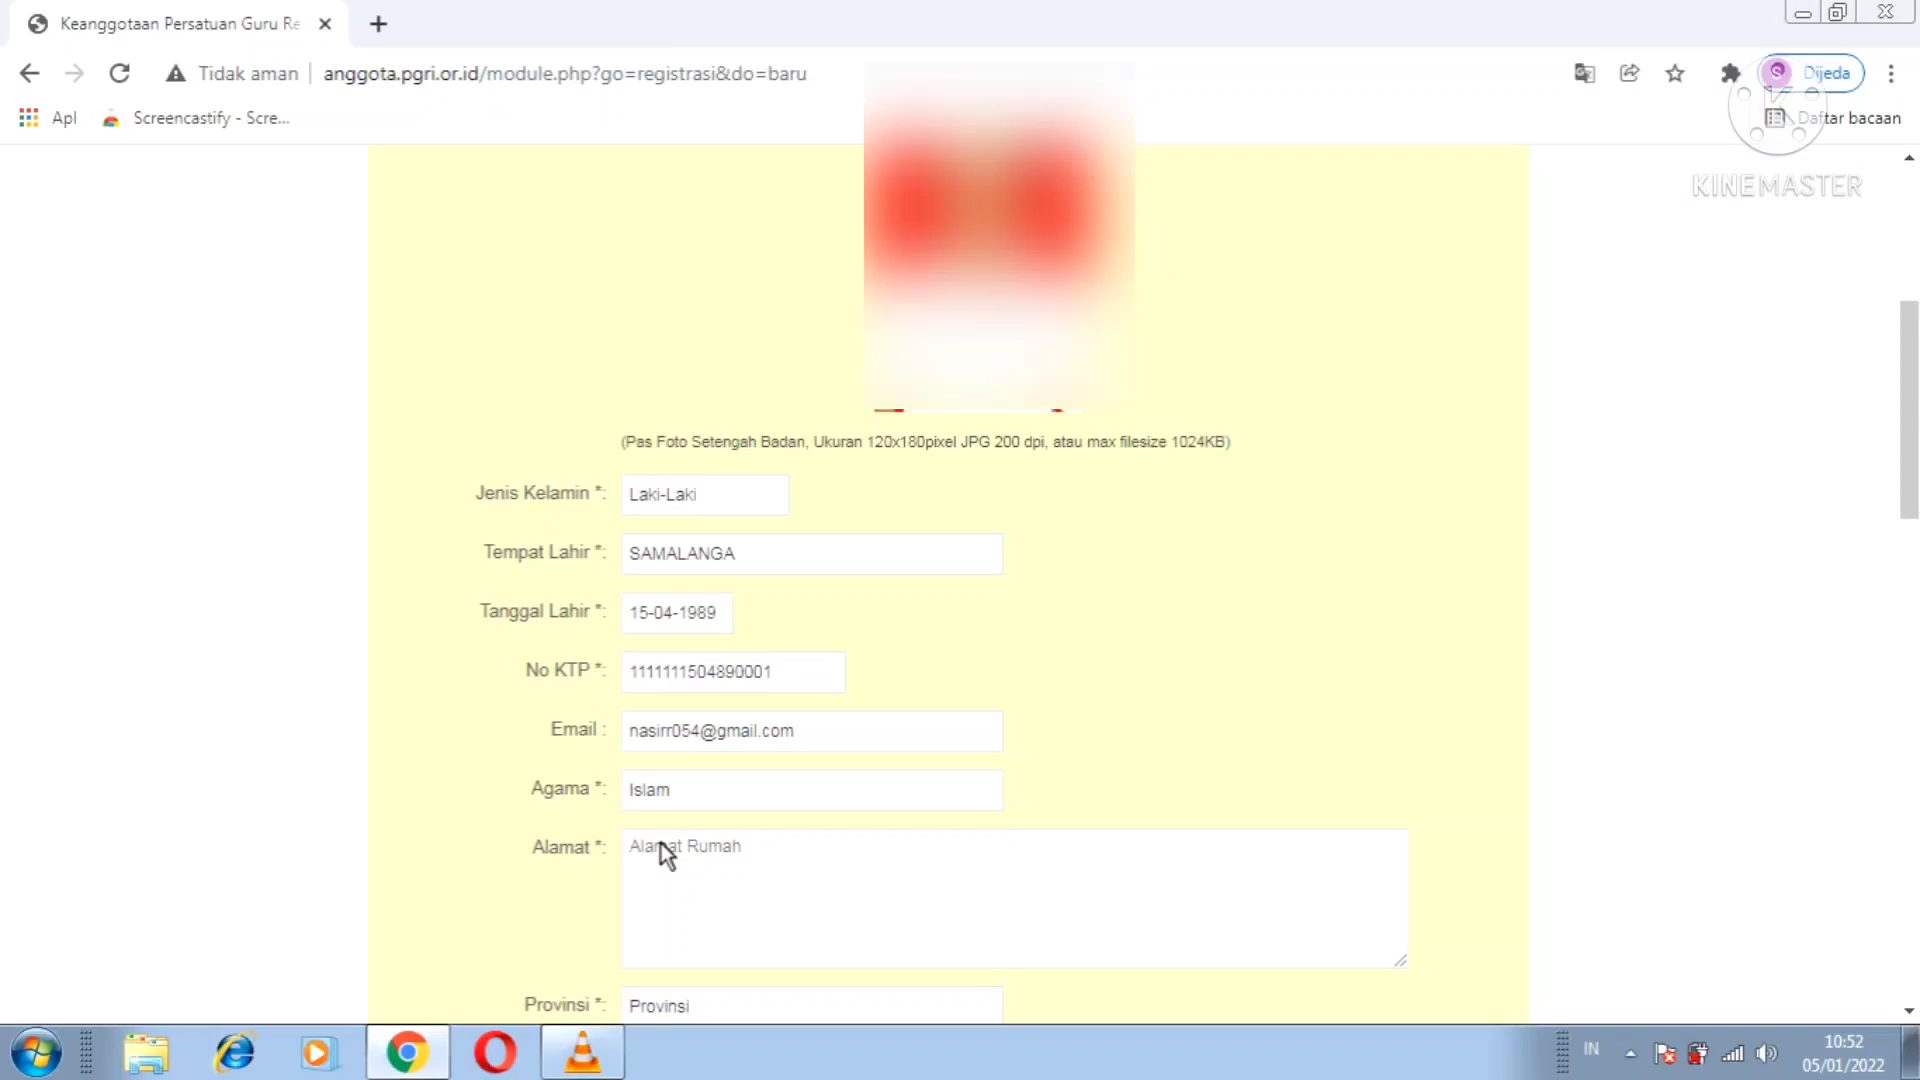 Keanggotaan Persatuan Guru Re
Tidak aman
anggota.pgri.or.id/module.php?go=registrasi&do=baru
S
Dijeda
Apl
Screencastify - Scre...
Daftar bacaan
KINEMASTER
(Pas Foto Setengah Badan, Ukuran 120x180pixel JPG 200 dpi, atau max filesize 1024KB)
Jenis Kelamin *: Laki-Laki
Tempat Lahir *: SAMALANGA
Tanggal Lahir *: 15-04-1989
No KTP *: 1111111504890001
Email : nasirr054@gmail.com
Agama *: Islam
Alamat *: Alamat Rumah
Provinsi *: Provinsi
IN
10:52
05/01/2022